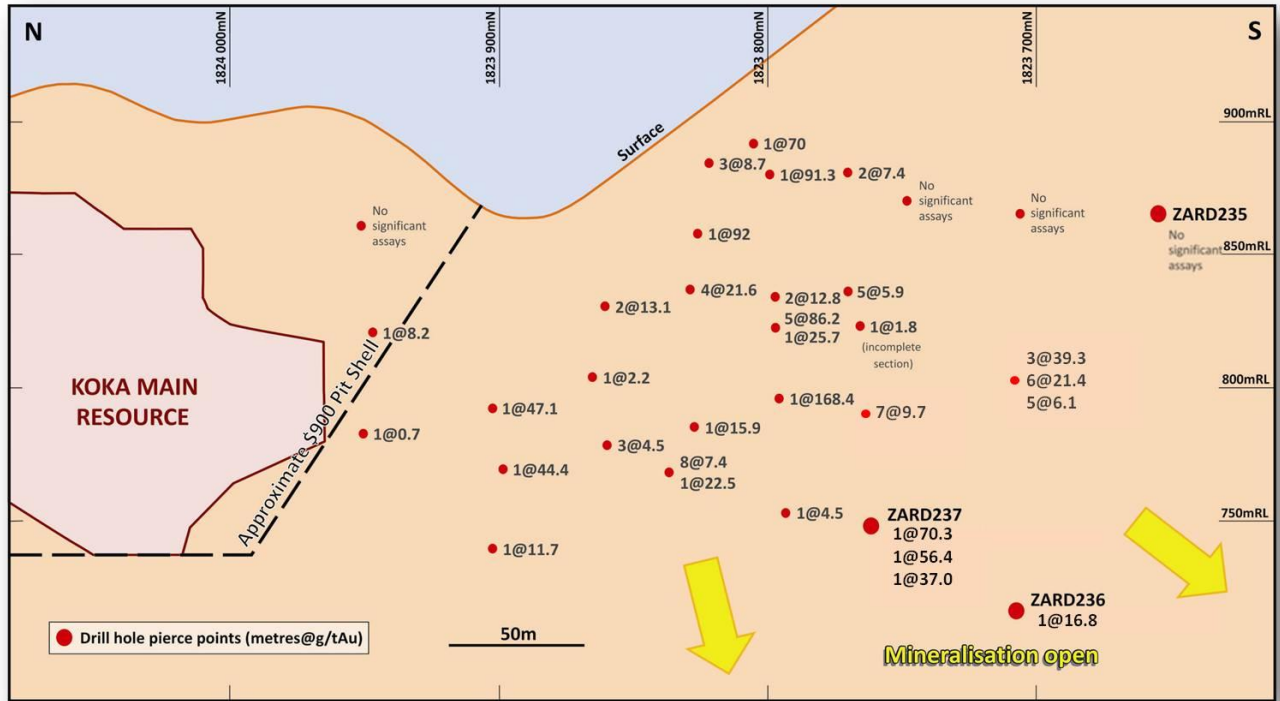 N
1824 000mN
1823 900mN
1823 800mN
1823 700mN
S
900mRL
Surface
1@70
3@8.7
1@91.3
2@7.4
No
significant
assays
No
significant
assays
No
significant
assays
ZARD235
No
significant
assays
850mRL
1@92
4@21.6
2@12.8
5@5.9
2@13.1
5@86.2
1@25.7
1@1.8
(incomplete
section)
1@8.2
Approximate $900 Pit Shell
KOKA MAIN
RESOURCE
1@2.2
3@39.3
6@21.4
5@6.1
800mRL
1@168.4
1@47.1
7@9.7
1@0.7
1@15.9
3@4.5
1@44.4
8@7.4
1@22.5
1@4.5
ZARD237
1@70.3
1@56.4
1@37.0
750mRL
1@11.7
ZARD236
1@16.8
Drill hole pierce points (metres@g/tAu)
50m
Mineralisation open